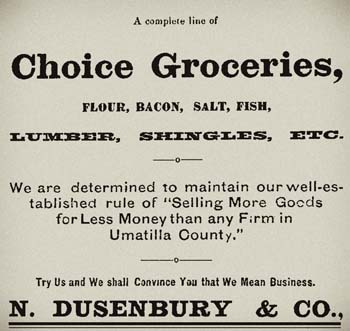 A complete line of
Choice Groceries,
FLOUR, BACON, SALT, FISH,
LUMBER, SHINGLES, ETC.
We are determined to maintain our well-es-
tablished rule of "Selling More Goods
for Less Money than any Firm in
Umatilla County."
Try Us and We shall Convince You that We Mean Business.
N. DUSENBURY & CO.,